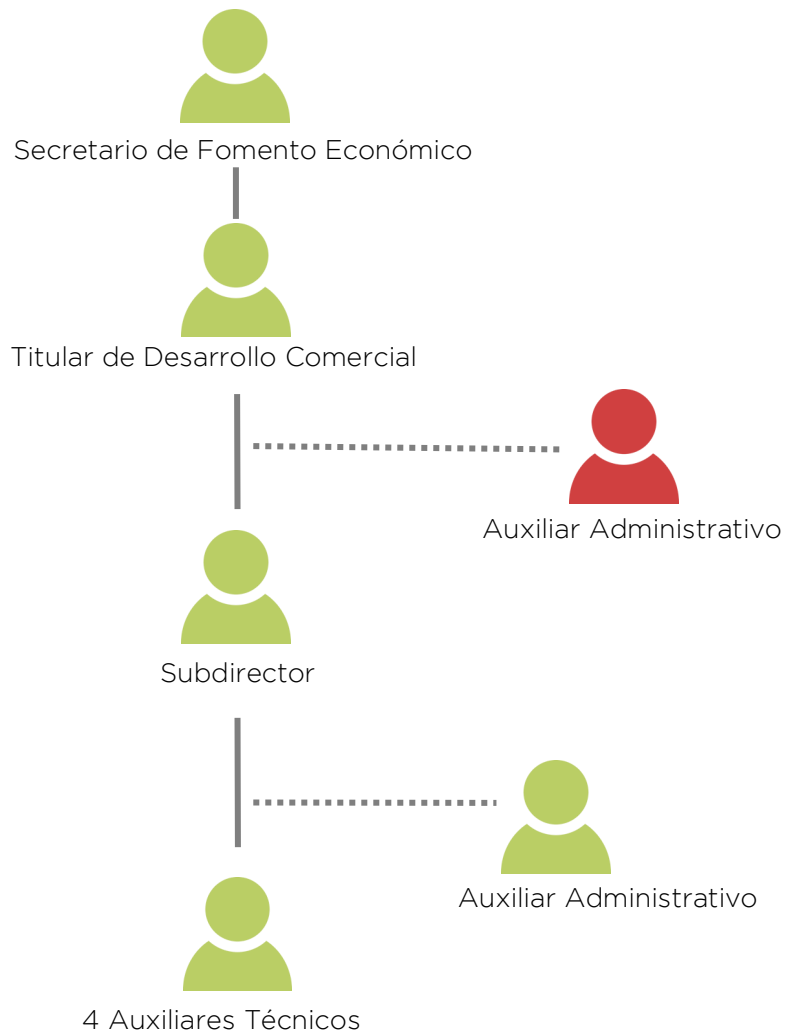 Secretario de Fomento Económico
Titular de Desarrollo Comercial
Auxiliar Administrativo
Subdirector
Auxiliar Administrativo
4 Auxiliares Técnicos